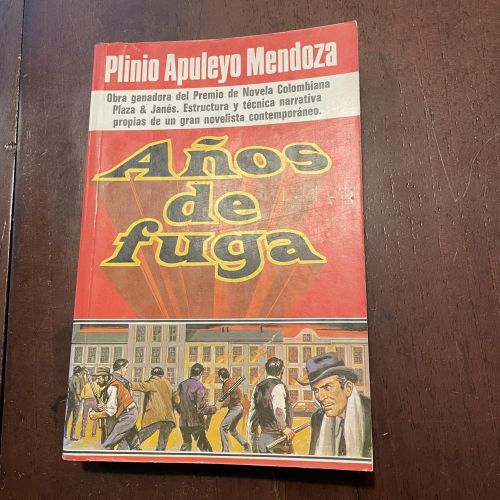 Plinio Apuleyo Mendoza
Obra ganadora del Premio de Novela Colombiana
Plaza & Janés. Estructura y técnica narrativa
propias de un gran novelista contemporáneo.
Años
de
fuga